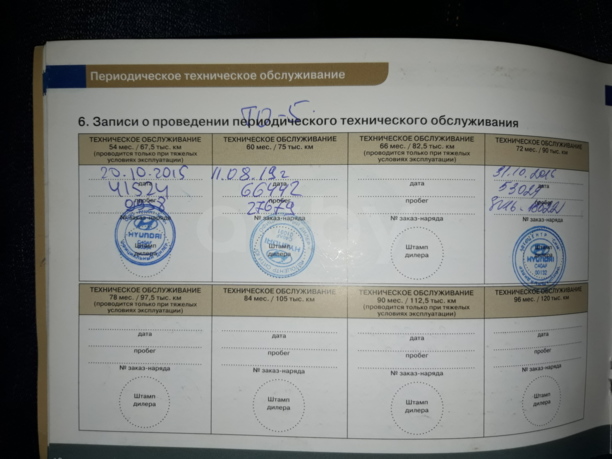 Периодическое техническое обслуживание
ТО-5
6. Записи о проведении периодического технического обслуживания
ТЕХНИЧЕСКОЕ ОБСЛУЖИВАНИЕ
54 мес. / 67,5 тыс. км
(проводится только при тяжелых
условиях эксплуатации)
20.10.2015
дата
41524
пробег
№ заказ-наряда
HYUNDAI
Штамп
дилера
ТЕХНИЧЕСКОЕ ОБСЛУЖИВАНИЕ
60 мес. / 75 тыс. км
11.08.19г
дата
66442
пробег
27679
№ заказ-наряда
Штамп
дилера
ТЕХНИЧЕСКОЕ ОБСЛУЖИВАНИЕ
66 мес. / 82,5 тыс. км
(проводится только при тяжелых
условиях эксплуатации)
дата
пробег
№ заказ-наряда
Штамп
дилера
ТЕХНИЧЕСКОЕ ОБСЛУЖИВАНИЕ
72 мес. / 90 тыс. км
31.10.2016
дата
пробег
№ заказ-наряда
HYUNDAI
ТЕХНИЧЕСКОЕ ОБСЛУЖИВАНИЕ
78 мес. / 97,5 тыс. км
(проводится только при тяжелых
условиях эксплуатации)
дата
пробег
№ заказ-наряда
Штамп
дилера
ТЕХНИЧЕСКОЕ ОБСЛУЖИВАНИЕ
84 мес. / 105 тыс. км
дата
пробег
№ заказ-наряда
Штамп
дилера
ТЕХНИЧЕСКОЕ ОБСЛУЖИВАНИЕ
90 мес. / 112,5 тыс. км
(проводится только при тяжелых
условиях эксплуатации)
дата
пробег
№ заказ-наряда
Штамп
дилера
ТЕХНИЧЕСКОЕ ОБСЛУЖИВАНИЕ
96 мес. / 120 тыс. км
дата
пробег
№ заказ-наряда
Штамп
дилера